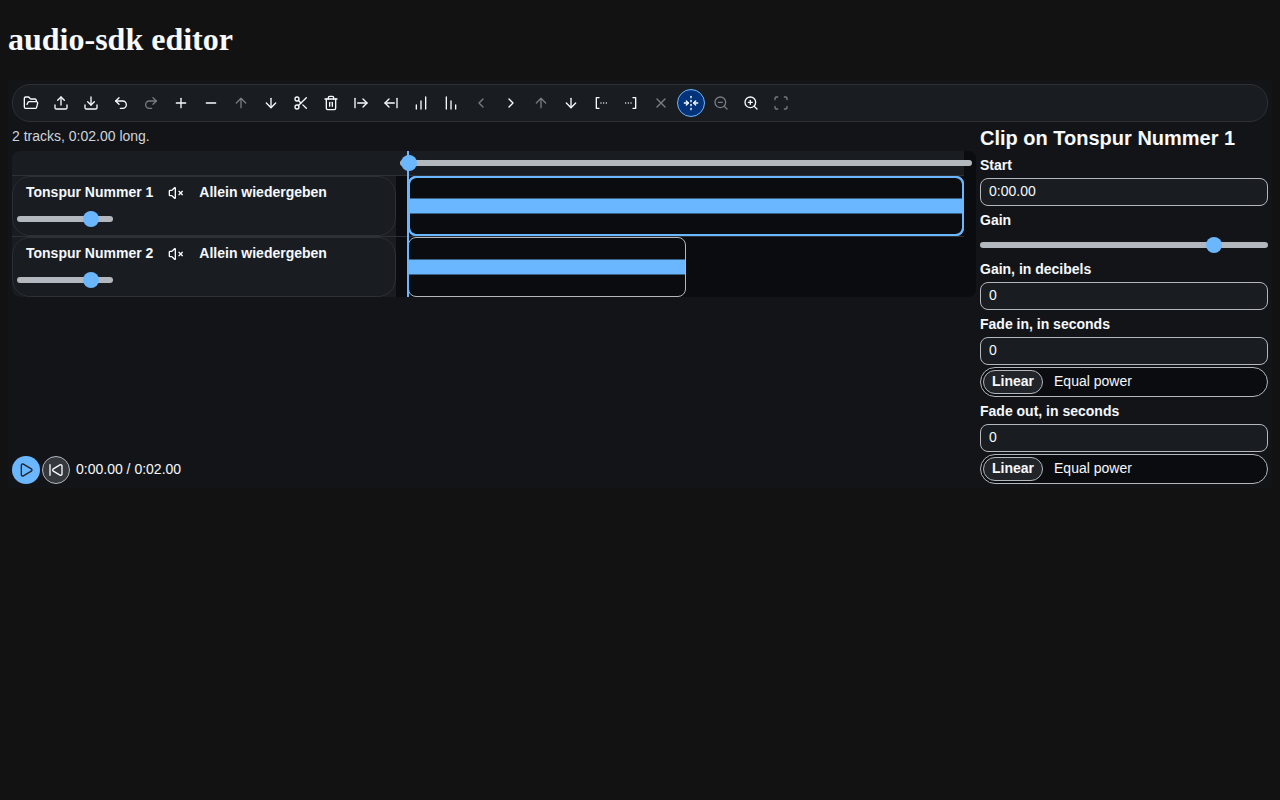 audio-sdk editor
2 tracks, 0:02.00 long.
Tonspur Nummer 1 Allein wiedergeben
Tonspur Nummer 2 Allein wiedergeben
0:00.00 / 0:02.00
Clip on Tonspur Nummer 1
Start
0:00.00
Gain
Gain, in decibels
0
Fade in, in seconds
0
Linear Equal power
Fade out, in seconds
0
Linear Equal power